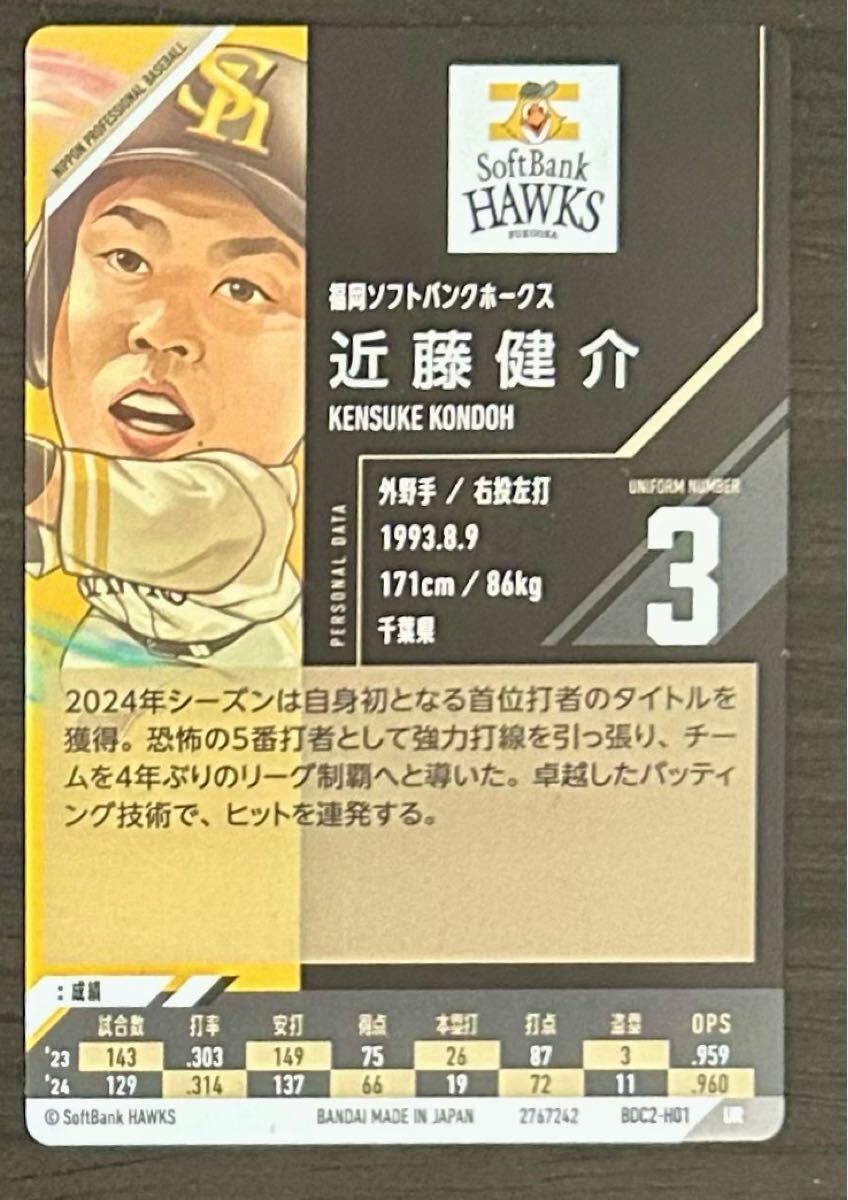 NIPPON PROFESSIONAL BASEBALL
Sh
SoftBank
HAWKS
FUKUOKA
福岡ソフトバンクホークス
近藤健介
KENSUKE KONDOH
PERSONAL DATA
外野手 / 右投左打
1993.8.9
171cm / 86kg
千葉県
UNIFORM NUMBER
3
2024年シーズンは自身初となる首位打者のタイトルを
獲得。恐怖の5番打者として強力打線を引っ張り、チー
ムを4年ぶりのリーグ制覇へと導いた。卓越したバッティ
ング技術で、ヒットを連発する。
:成績
試合数 打率 安打 得点 本塁打 打点 盗塁 OPS
'23 143 .303 149 75 26 87 3 .959
'24 129 .314 137 66 19 72 11 .960
© SoftBank HAWKS BANDAI MADE IN JAPAN 2767242 BDC2-H01 UR